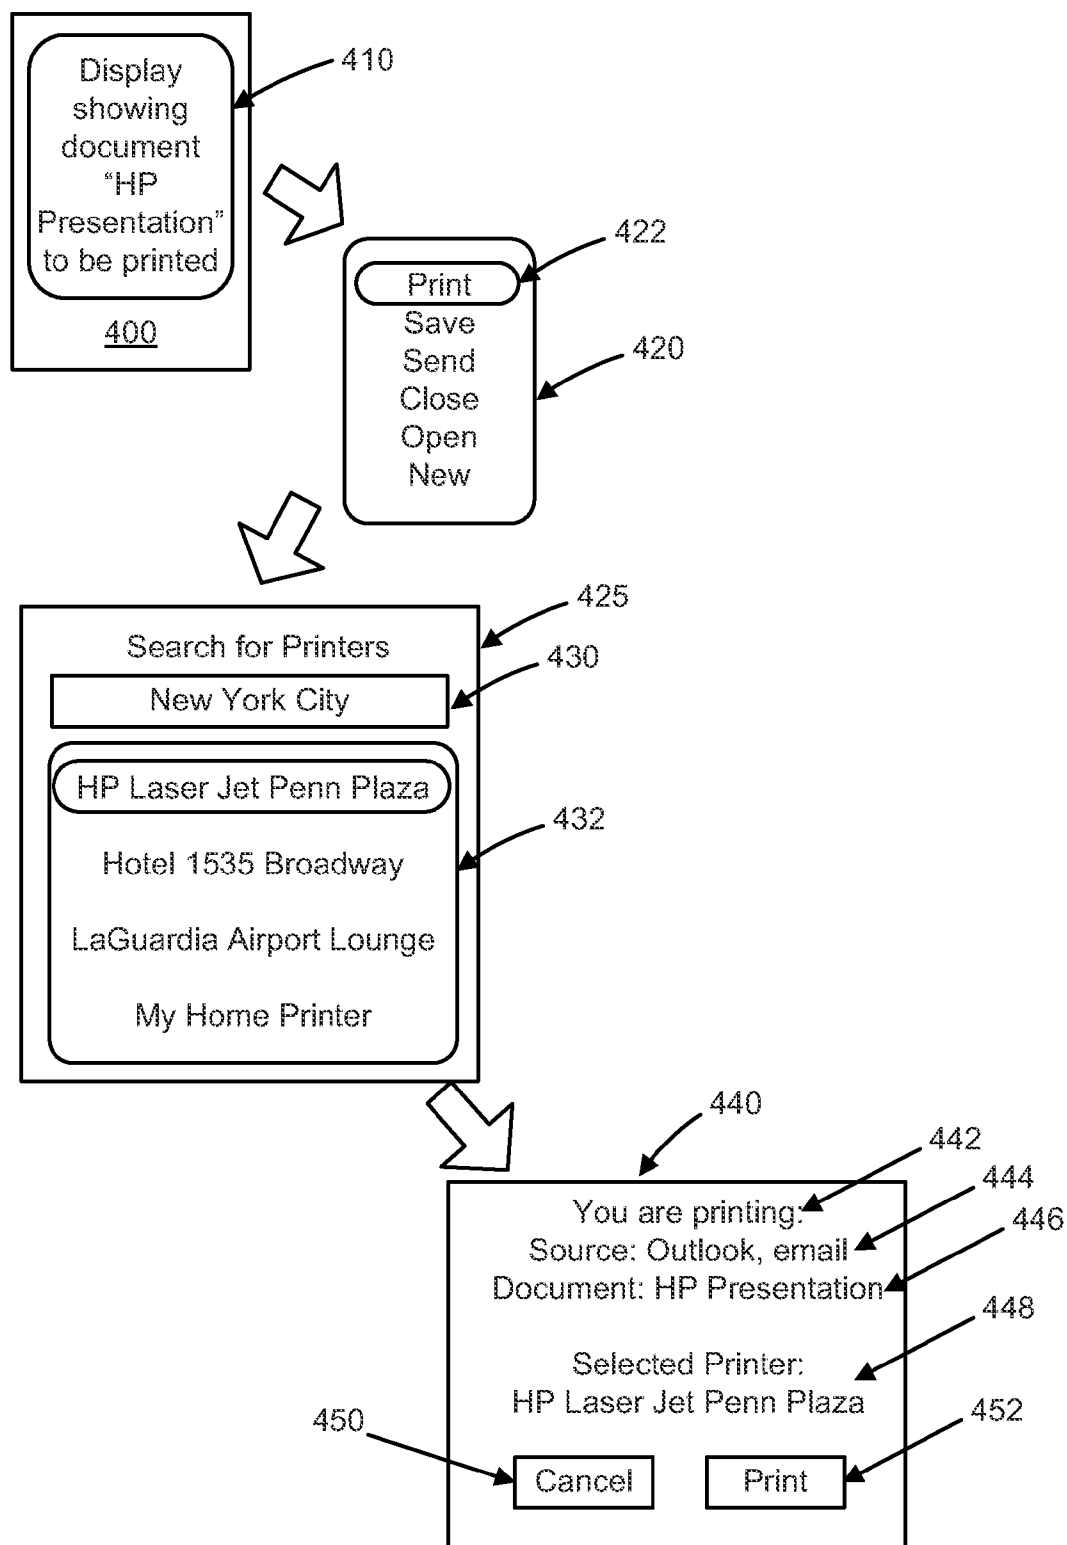 Display
showing
document
“HP
Presentation”
to be printed
400
410
Print
Save
Send
Close
Open
New
422
420
425
Search for Printers
430
New York City
HP Laser Jet Penn Plaza
432
Hotel 1535 Broadway
LaGuardia Airport Lounge
My Home Printer
440
442
444
446
You are printing:
Source: Outlook, email
Document: HP Presentation
448
Selected Printer:
HP Laser Jet Penn Plaza
450
452
Cancel
Print